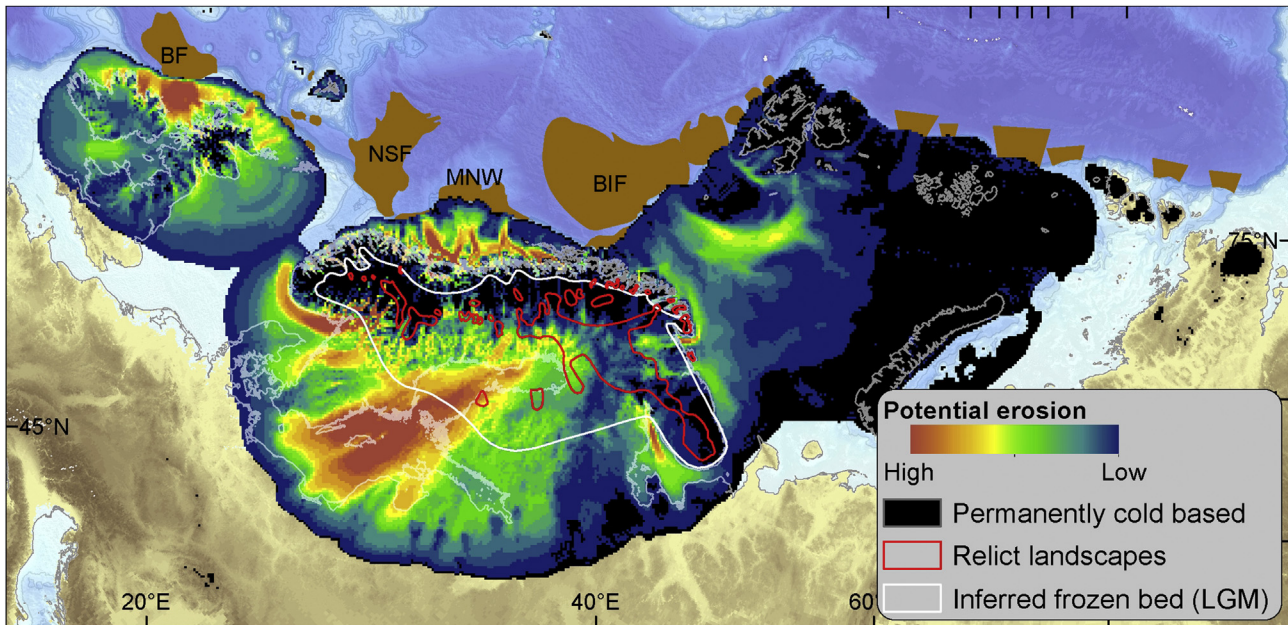 BF
NSF
MNW
BIF
75°N
45°N
20°E
40°E
60
Potential erosion
High
Low
Permanently cold based
Relict landscapes
Inferred frozen bed (LGM)